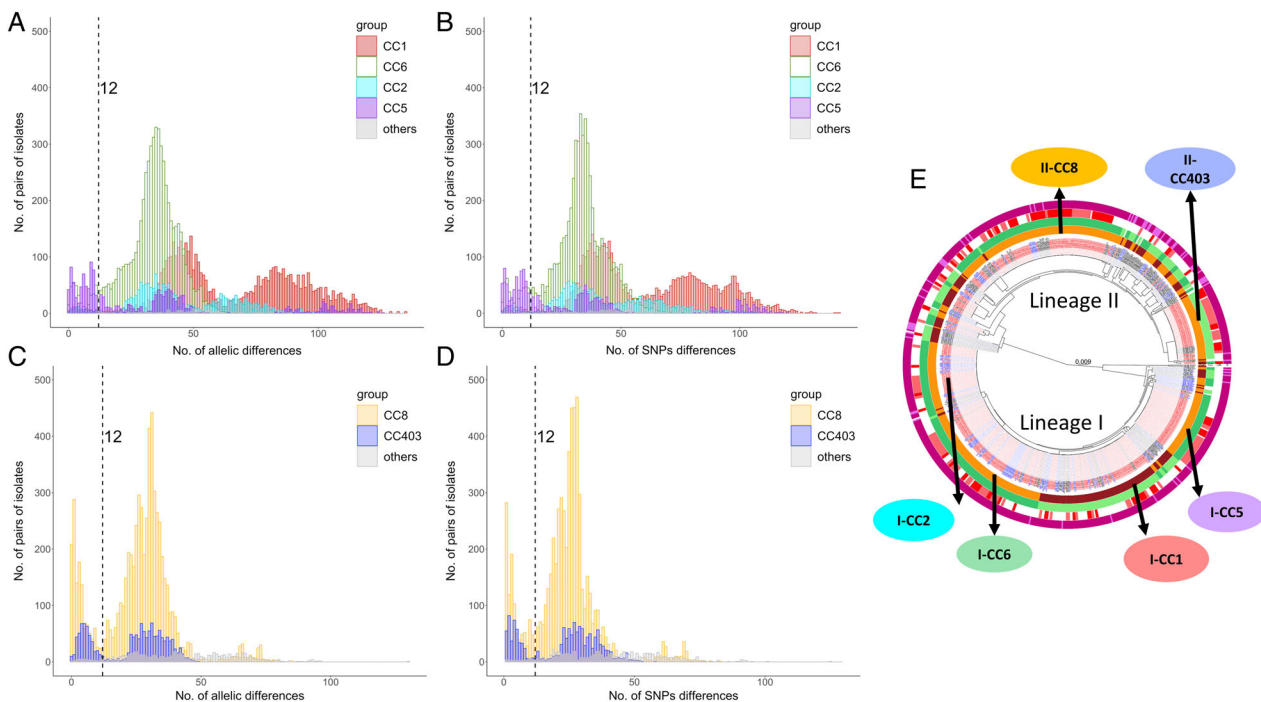 A
500
400
300
200
100
0
No. of pairs of isolates
12
group
CC1
CC6
CC2
CC5
others
0
50
100
No. of allelic differences
B
500
400
300
200
100
0
No. of pairs of isolates
12
group
CC1
CC6
CC2
CC5
others
0
50
100
No. of SNPs differences
C
500
400
300
200
100
0
No. of pairs of isolates
12
group
CC8
CC403
others
0
50
100
No. of allelic differences
D
500
400
300
200
100
0
No. of pairs of isolates
12
group
CC8
CC403
others
0
50
100
No. of SNPs differences
E
II-CC8
II-
CC403
Lineage II
0.009
Lineage I
I-CC2
I-CC6
I-CC1
I-CC5